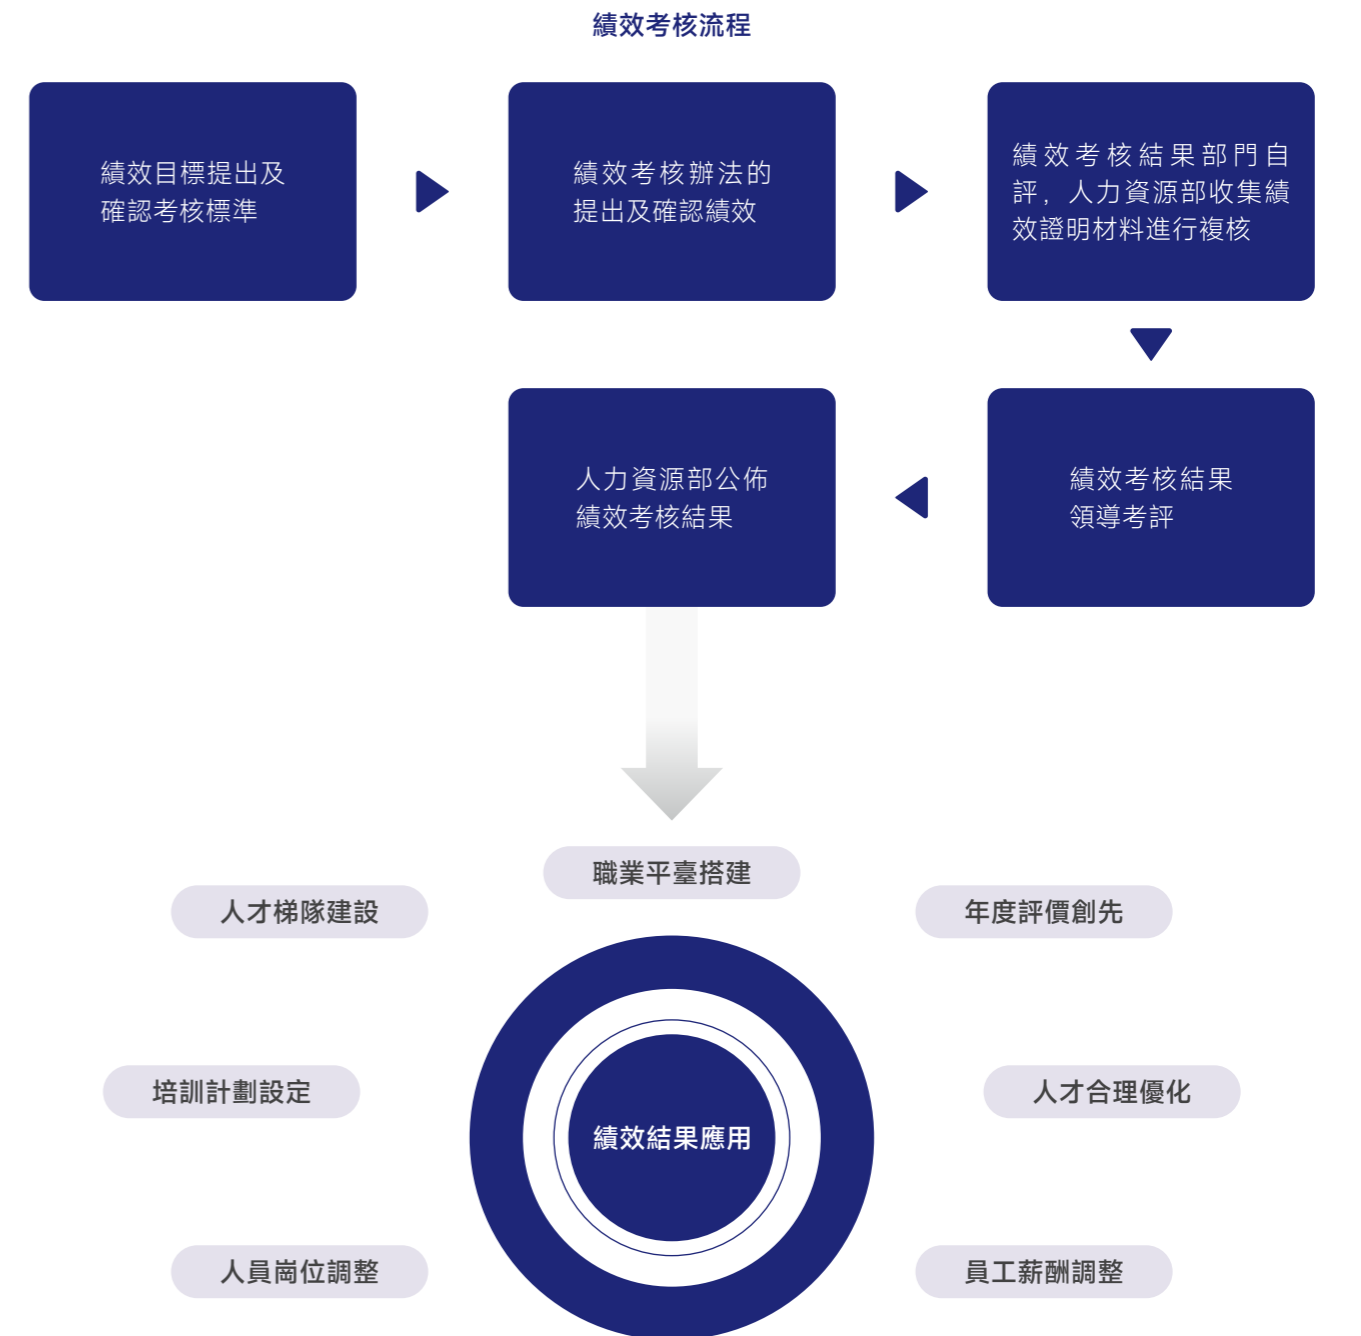 績效考核流程
績效目標提出及
確認考核標準
績效考核辦法的
提出及確認績效
績效考核結果部門自
評，人力資源部收集績
效證明材料進行複核
績效考核結果
領導考評
人力資源部公佈
績效考核結果
職業平臺搭建
人才梯隊建設
年度評價創先
培訓計劃設定
人才合理優化
績效結果應用
人員崗位調整
員工薪酬調整